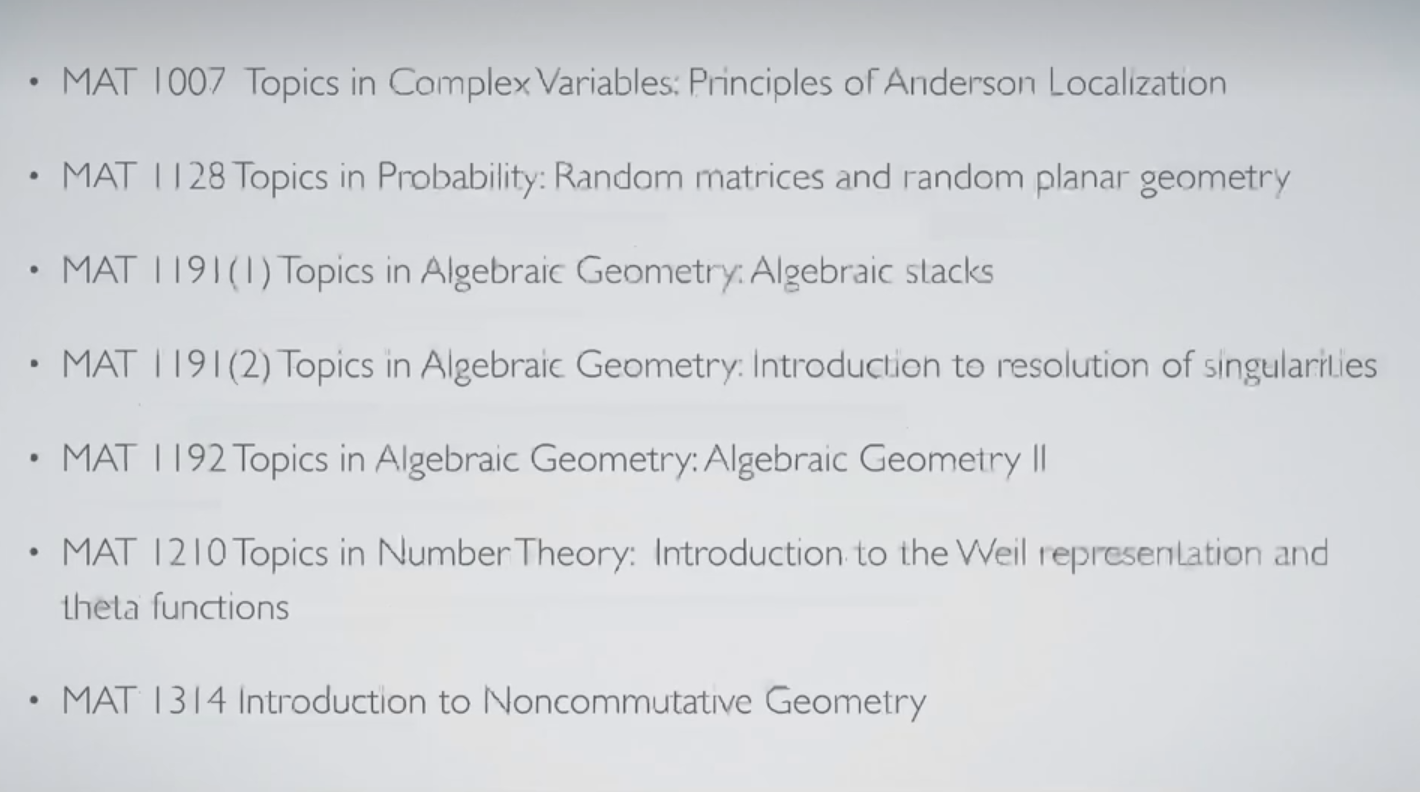 • MAT 1007 Topics in Complex Variables: Principles of Anderson Localization
• MAT 1128 Topics in Probability: Random matrices and random planar geometry
• MAT 1191(1) Topics in Algebraic Geometry: Algebraic stacks
• MAT 1191(2) Topics in Algebraic Geometry: Introduction to resolution of singularities
• MAT 1192 Topics in Algebraic Geometry: Algebraic Geometry II
• MAT 1210 Topics in Number Theory: Introduction to the Weil representation and
theta functions
• MAT 1314 Introduction to Noncommutative Geometry